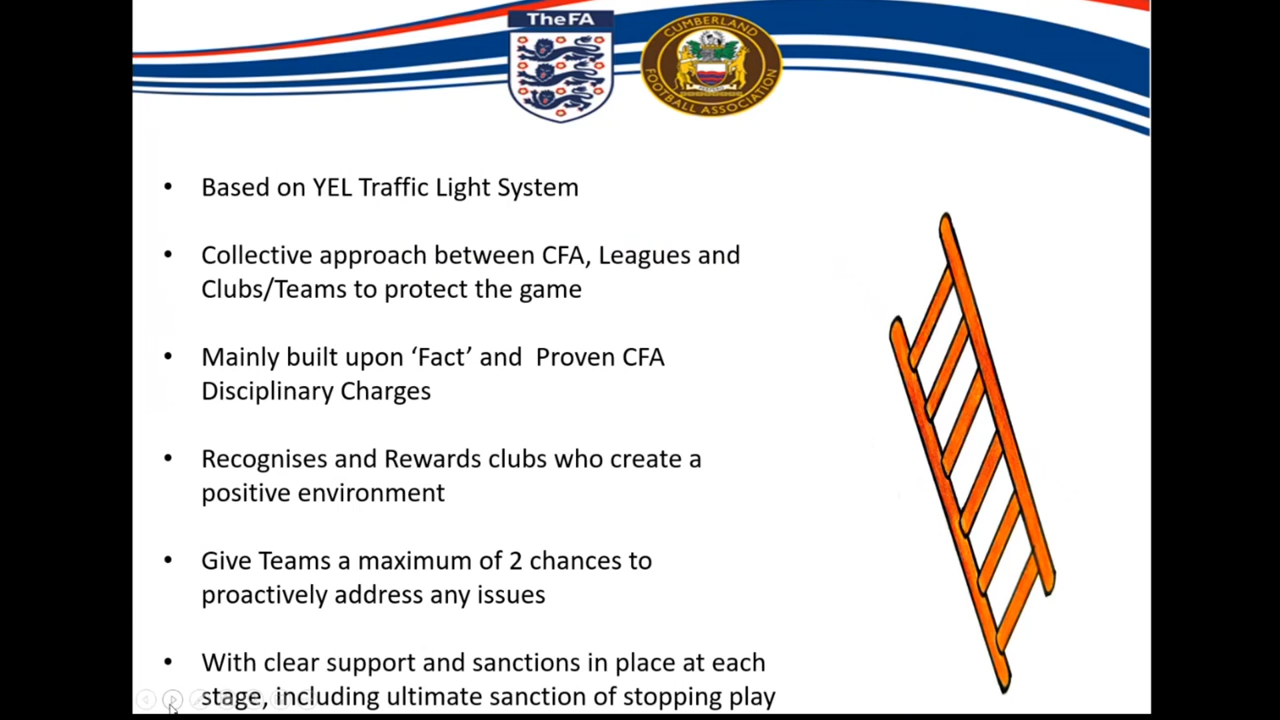 TheFA
CUMBERLAND
FOOTBALL ASSOCIATION
• Based on YEL Traffic Light System
• Collective approach between CFA, Leagues and
Clubs/Teams to protect the game
• Mainly built upon ‘Fact’ and Proven CFA
Disciplinary Charges
• Recognises and Rewards clubs who create a
positive environment
• Give Teams a maximum of 2 chances to
proactively address any issues
• With clear support and sanctions in place at each
stage, including ultimate sanction of stopping play